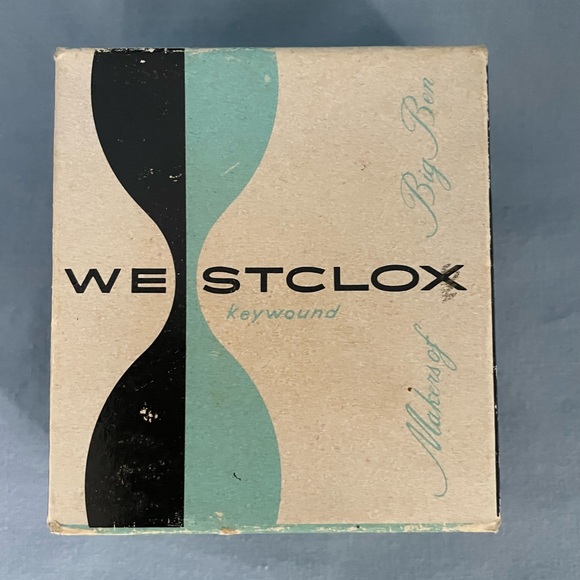 WESTCLOX
keywound
Makers of Big Ben